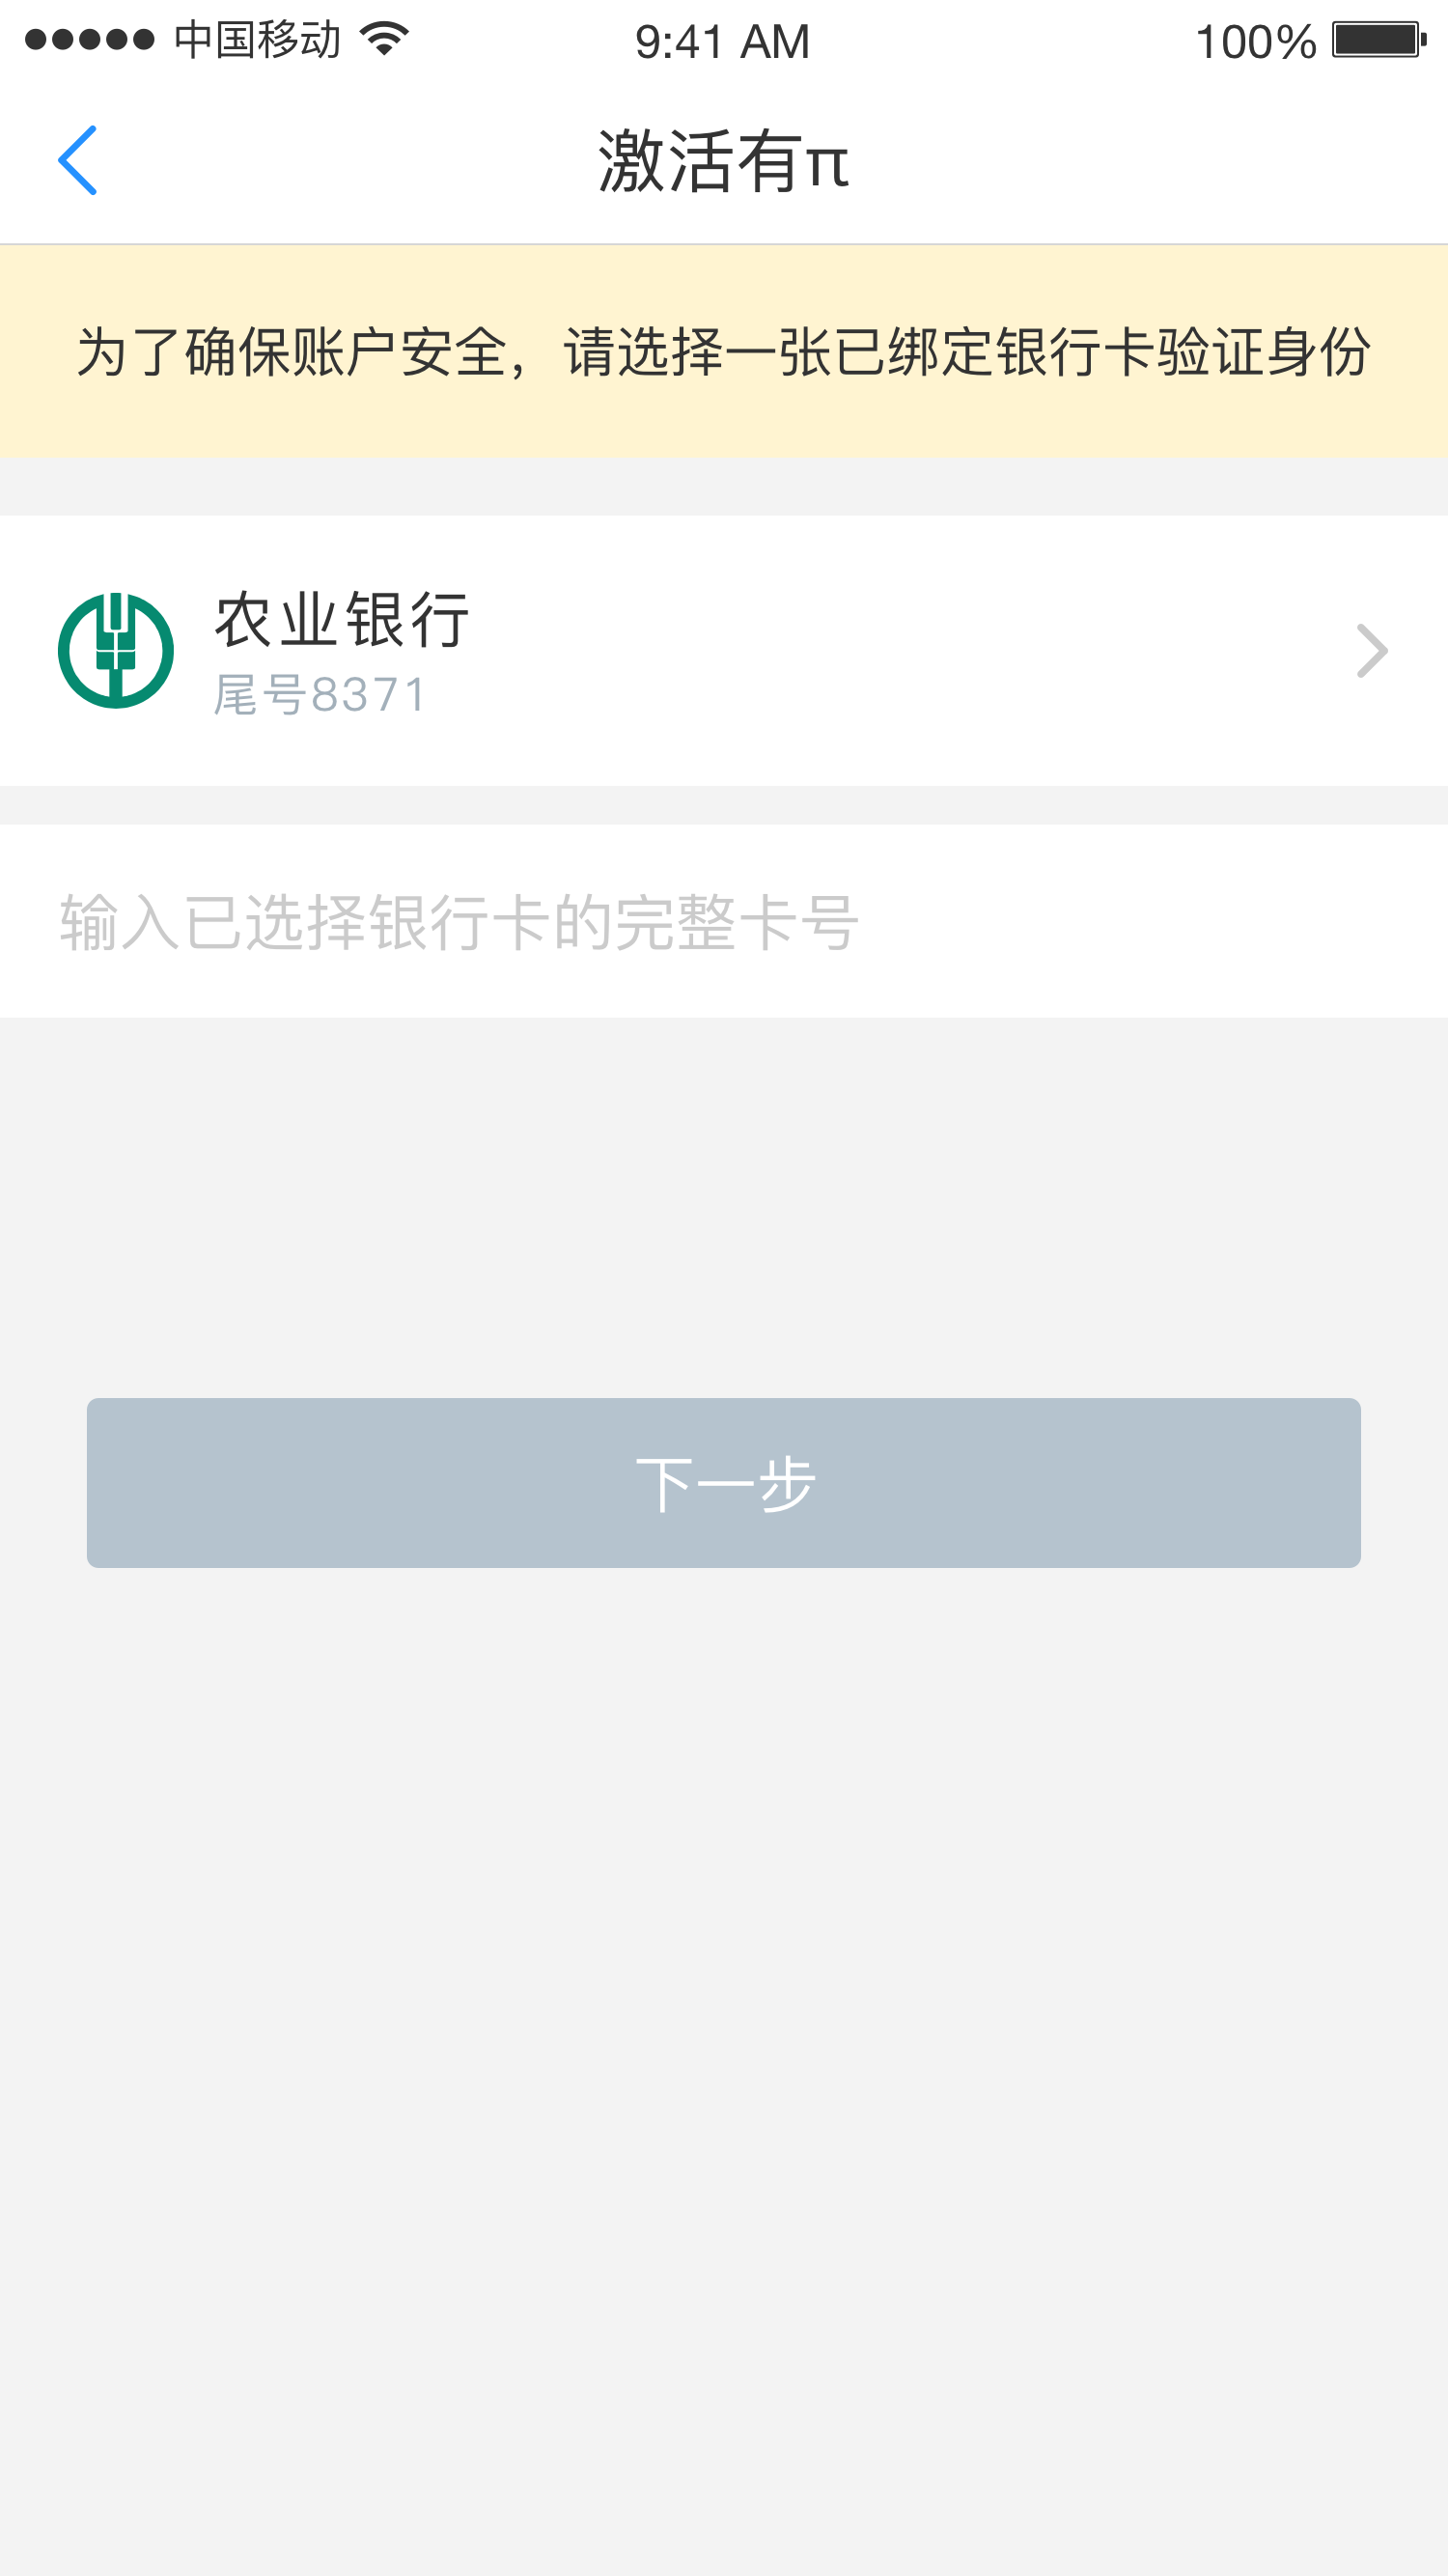 中国移动 9:41 AM 100%
激活有π
为了确保账户安全，请选择一张已绑定银行卡验证身份
农业银行
尾号8371
输入已选择银行卡的完整卡号
下一步